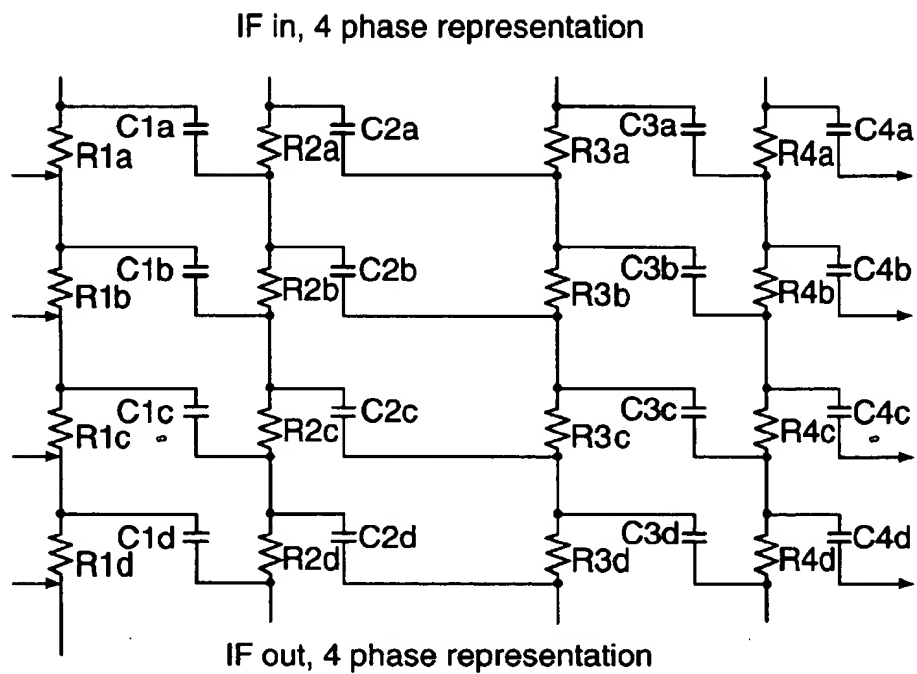 IF in, 4 phase representation
R1a C1a R2a C2a R3a C3a R4a C4a
R1b C1b R2b C2b R3b C3b R4b C4b
R1c C1c R2c C2c R3c C3c R4c C4c
R1d C1d R2d C2d R3d C3d R4d C4d
IF out, 4 phase representation